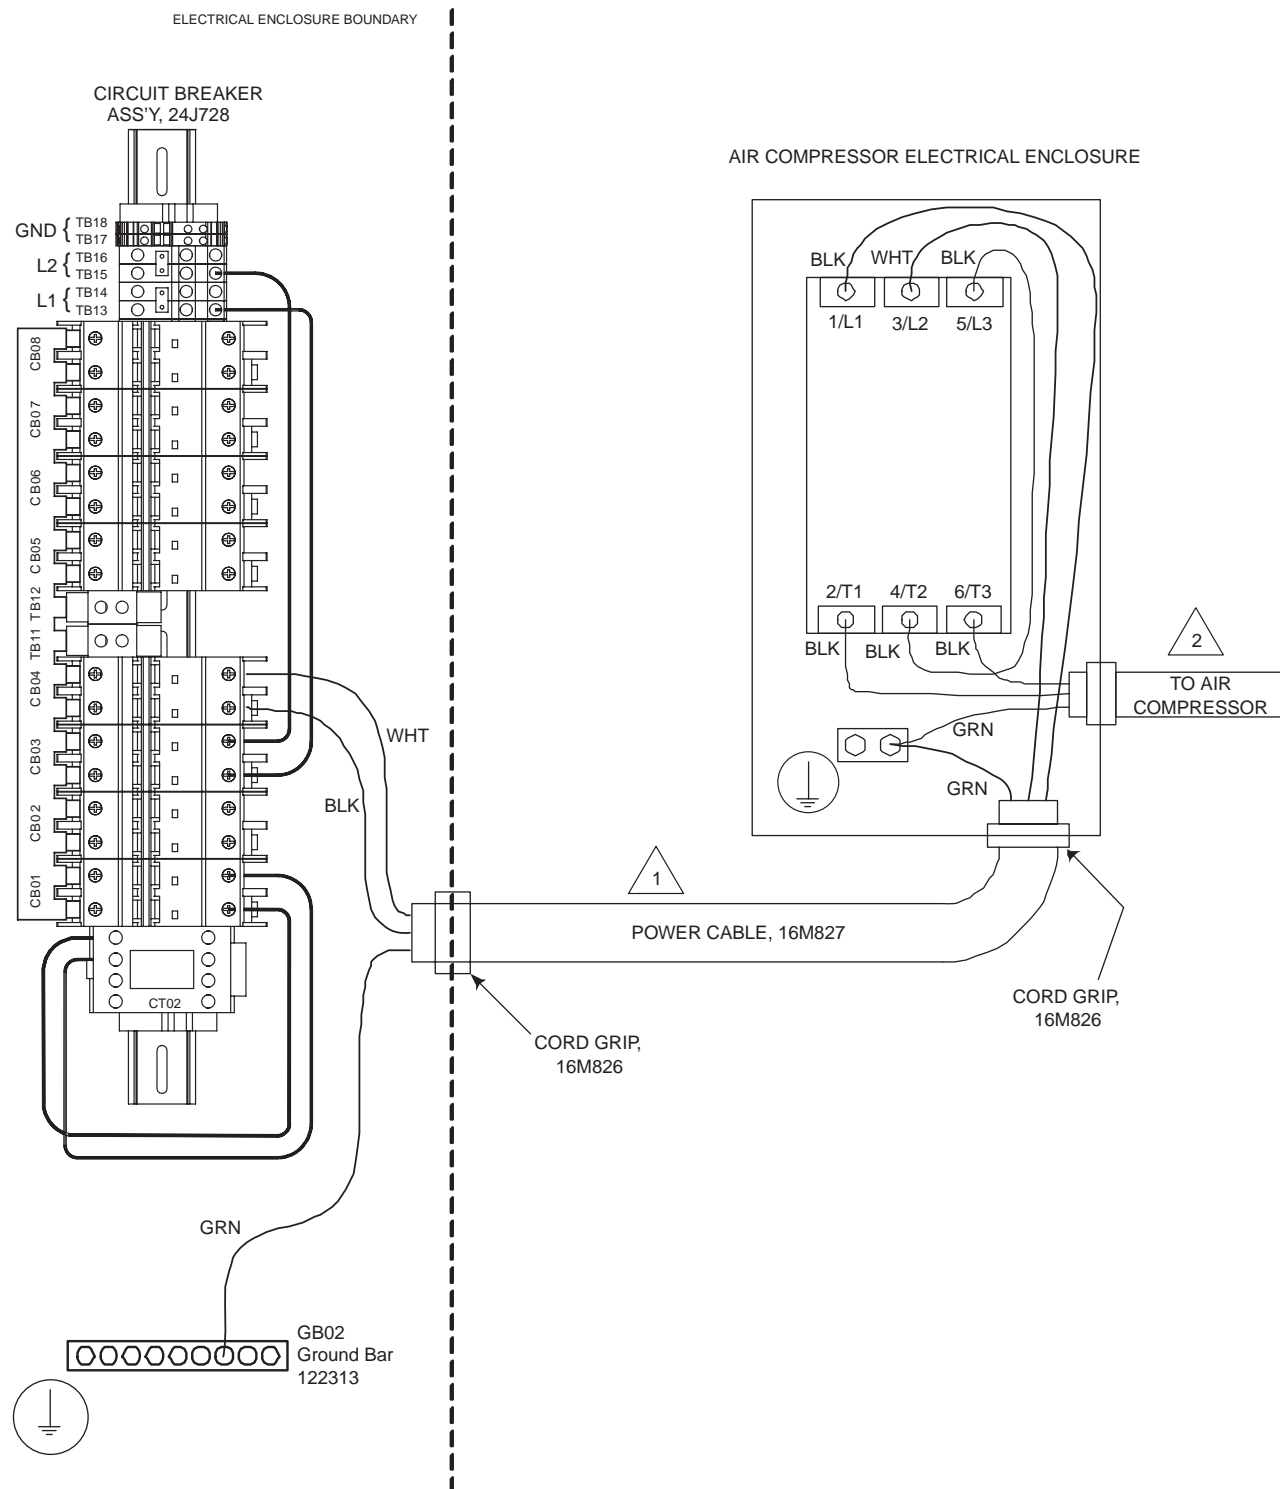 ELECTRICAL ENCLOSURE BOUNDARY
CIRCUIT BREAKER
ASS'Y, 24J728
AIR COMPRESSOR ELECTRICAL ENCLOSURE
GND { TB18
TB17
L2 { TB16
TB15
L1 { TB14
TB13
BLK WHT BLK
1/L1 3/L2 5/L3
CB08
CB07
CB06
CB05
TB12
TB11
CB04
CB03
CB02
CB01
2/T1 4/T2 6/T3
BLK BLK BLK
2
TO AIR
COMPRESSOR
GRN
GRN
WHT
BLK
1
POWER CABLE, 16M827
CT02
CORD GRIP,
16M826
CORD GRIP,
16M826
GRN
GB02
Ground Bar
122313